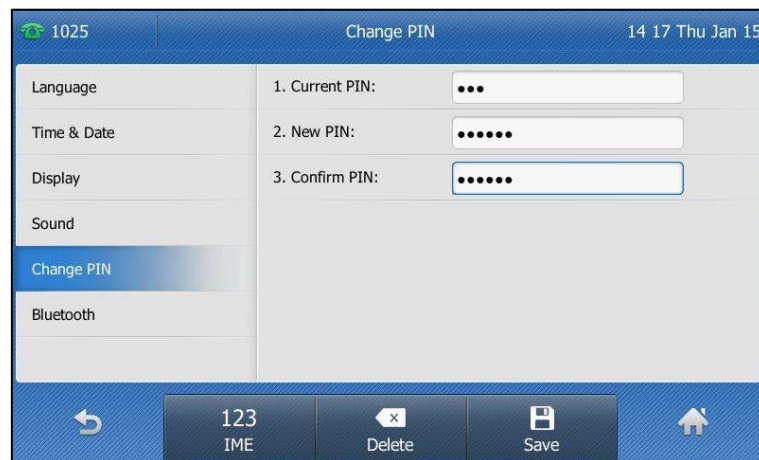 1025 Change PIN 14 17 Thu Jan 15
Language
Time & Date
Display
Sound
Change PIN
Bluetooth
1. Current PIN: •••
2. New PIN: ••••••
3. Confirm PIN: ••••••
123
IME
Delete
Save